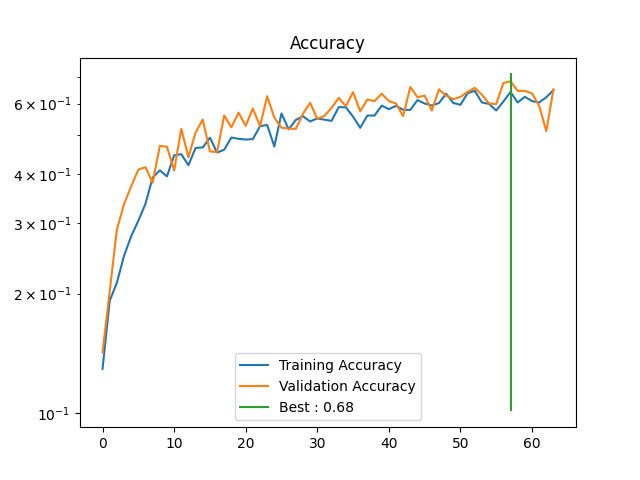 Accuracy
6 × 10⁻¹
4 × 10⁻¹
3 × 10⁻¹
2 × 10⁻¹
10⁻¹
Training Accuracy
Validation Accuracy
Best : 0.68
0 10 20 30 40 50 60